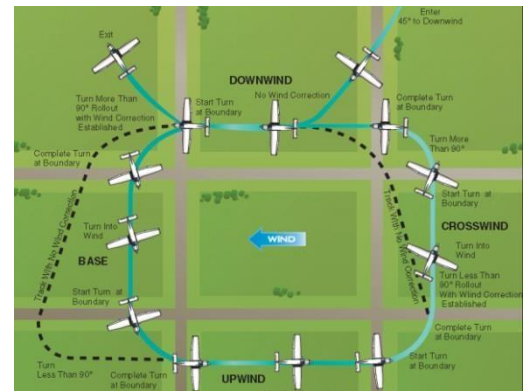 Enter
45° to Downwind
Exit
DOWNWIND
No Wind Correction
Turn More Than
90° Rollout
with Wind Correction
Established
Start Turn
at Boundary
Complete Turn
at Boundary
Turn More
Than 90°
Complete Turn
at Boundary
Start Turn at
Boundary
Track With No Wind Correction
Turn Into
Wind
BASE
WIND
Track With No Wind Correction
CROSSWIND
Turn Into
Wind
Turn Less Than
90° Rollout
With Wlind Correction
Established
Start Turn at
Boundary
Complete Turn
at Boundary
Turn
Less Than 90°
Complete Turn
at Boundary
UPWIND
Start Turn
at Boundary